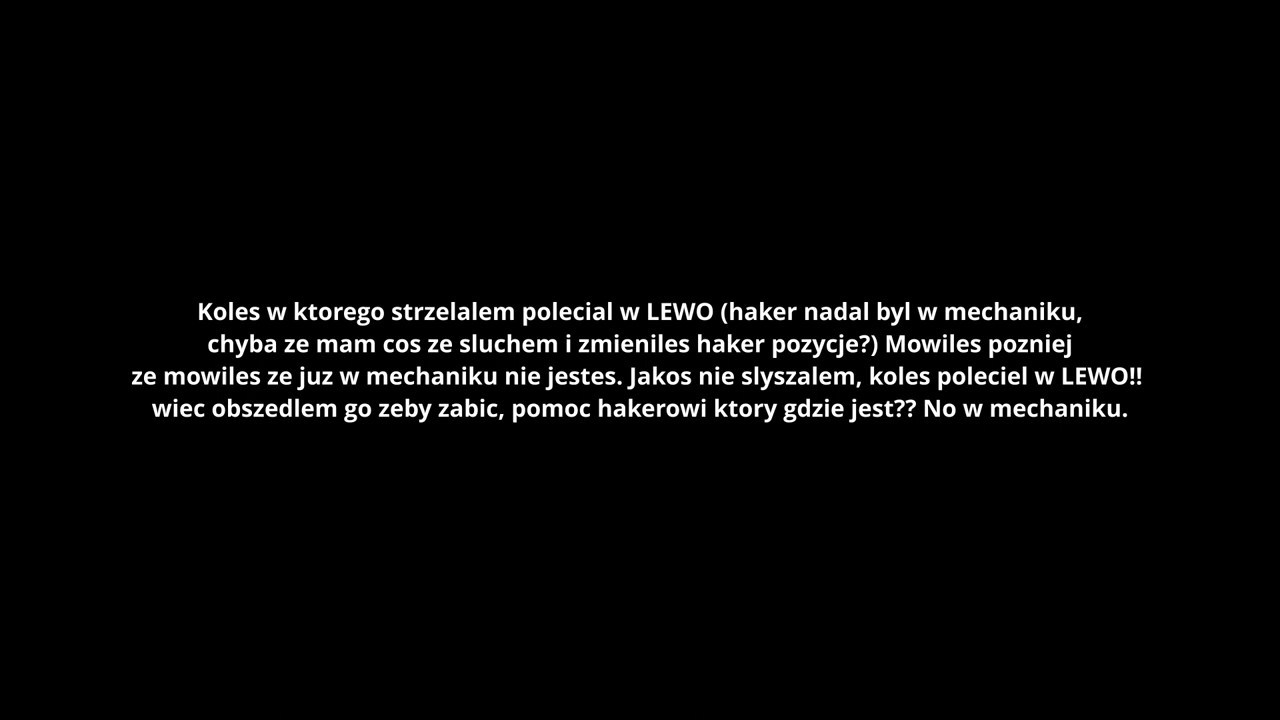 Koles w ktorego strzelalem polecial w LEWO (haker nadal byl w mechaniku,
chyba ze mam cos ze sluchem i zmieniles haker pozycje?) Mowiles pozniej
ze mowiles ze juz w mechaniku nie jestes. Jakos nie slyszalem, koles poleciel w LEWO!!
wiec obszedlem go zeby zabic, pomoc hakerowi ktory gdzie jest?? No w mechaniku.